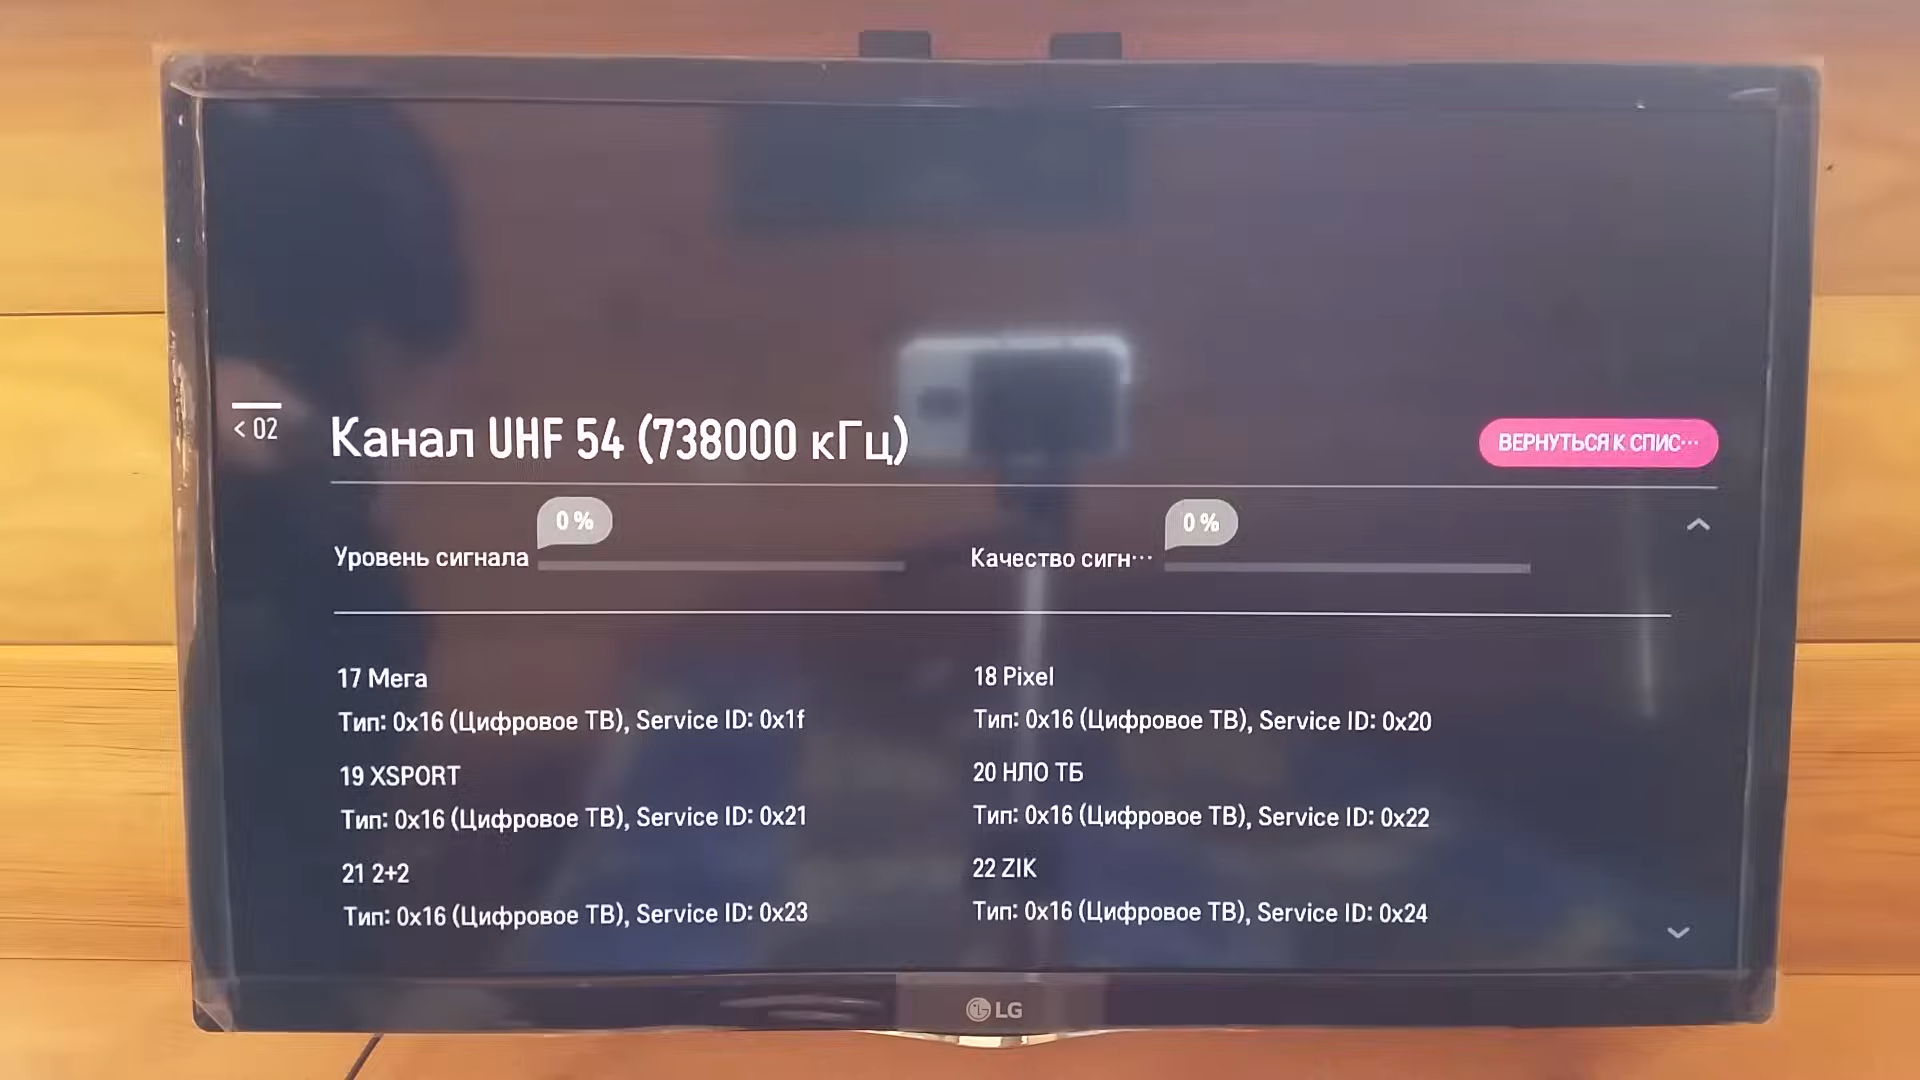 < 02
Канал UHF 54 (738000 кГц)
ВЕРНУТЬСЯ К СПИС...
0 %
Уровень сигнала
0 %
Качество сигн...
17 Мега
Тип: 0x16 (Цифровое ТВ), Service ID: 0x1f
18 Pixel
Тип: 0x16 (Цифровое ТВ), Service ID: 0x20
19 XSPORT
Тип: 0x16 (Цифровое ТВ), Service ID: 0x21
20 НЛО ТБ
Тип: 0x16 (Цифровое ТВ), Service ID: 0x22
21 2+2
Тип: 0x16 (Цифровое ТВ), Service ID: 0x23
22 ZIK
Тип: 0x16 (Цифровое ТВ), Service ID: 0x24
LG